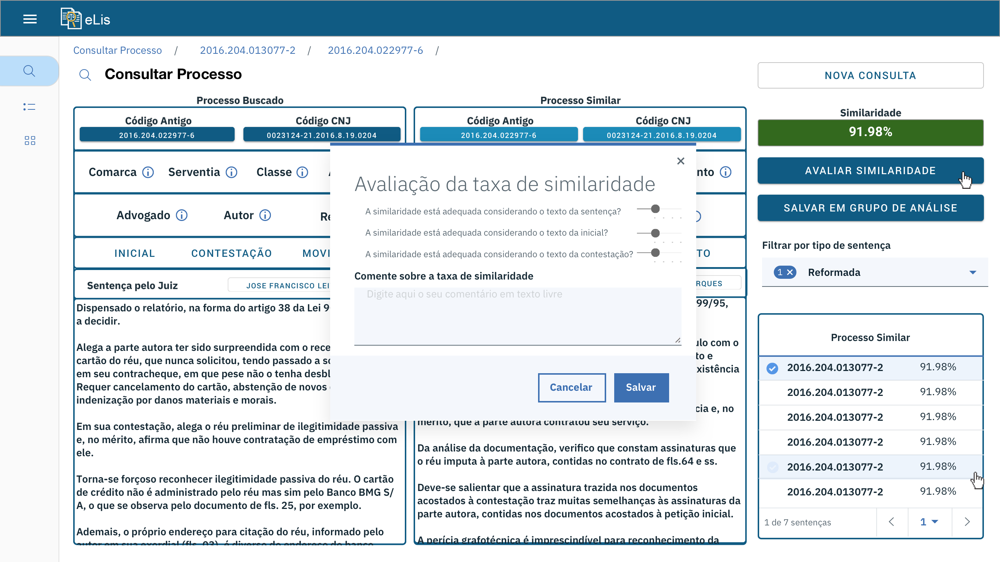 eLis
Consultar Processo / 2016.204.013077-2 / 2016.204.022977-6 /
Consultar Processo
NOVA CONSULTA
Processo Buscado
Código Antigo Código CNJ
2016.204.022977-6 0023124-21.2016.8.19.0204
Comarca Serventia Classe
Advogado Autor Re
INICIAL CONTESTAÇÃO MOVI
Sentença pelo Juiz JOSE FRANCISCO LEI
Dispensado o relatório, na forma do artigo 38 da Lei 9
a decidir.
Alega a parte autora ter sido surpreendida com o rece
cartão do réu, que nunca solicitou, tendo passado a so
em seu contracheque, em que pese não o tenha desbl
Requer cancelamento do cartão, abstenção de novos
indenização por danos materiais e morais.
Em sua contestação, alega o réu preliminar de ilegitimidade passiva
e, no mérito, afirma que não houve contratação de empréstimo com
ele.
Torna-se forçoso reconhecer ilegitimidade passiva do réu. O cartão
de crédito não é administrado pelo réu mas sim pelo Banco BMG S/
A, o que se observa pelo documento de fls. 25, por exemplo.
Ademais, o próprio endereço para citação do réu, informado pelo
autor em sua exordial (fls. 03), é diverso do endereço do banco
Processo Similar
Código Antigo Código CNJ
2016.204.022977-6 0023124-21.2016.8.19.0204
nto
TO
RQUES
99/95,
ulo com o
to e
xistência
cia e, no
mérito, que a parte autora contratou seu serviço.
Da análise da documentação, verifico que constam assinaturas que
o réu imputa à parte autora, contidas no contrato de fls.64 e ss.
Deve-se salientar que a assinatura trazida nos documentos
acostados à contestação traz muitas semelhanças às assinaturas da
parte autora, contidas nos documentos acostados à petição inicial.
A perícia grafotécnica é imprescindível para reconhecimento da
Avaliação da taxa de similaridade
A similaridade está adequada considerando o texto da sentença?
A similaridade está adequada considerando o texto da inicial?
A similaridade está adequada considerando o texto da contestação?
Comente sobre a taxa de similaridade
Digite aqui o seu comentário em texto livre
Cancelar Salvar
Similaridade
91.98%
AVALIAR SIMILARIDADE
SALVAR EM GRUPO DE ANÁLISE
Filtrar por tipo de sentença
1 Reformada
Processo Similar
2016.204.013077-2 91.98%
2016.204.013077-2 91.98%
2016.204.013077-2 91.98%
2016.204.013077-2 91.98%
2016.204.013077-2 91.98%
2016.204.013077-2 91.98%
1 de 7 sentenças 1